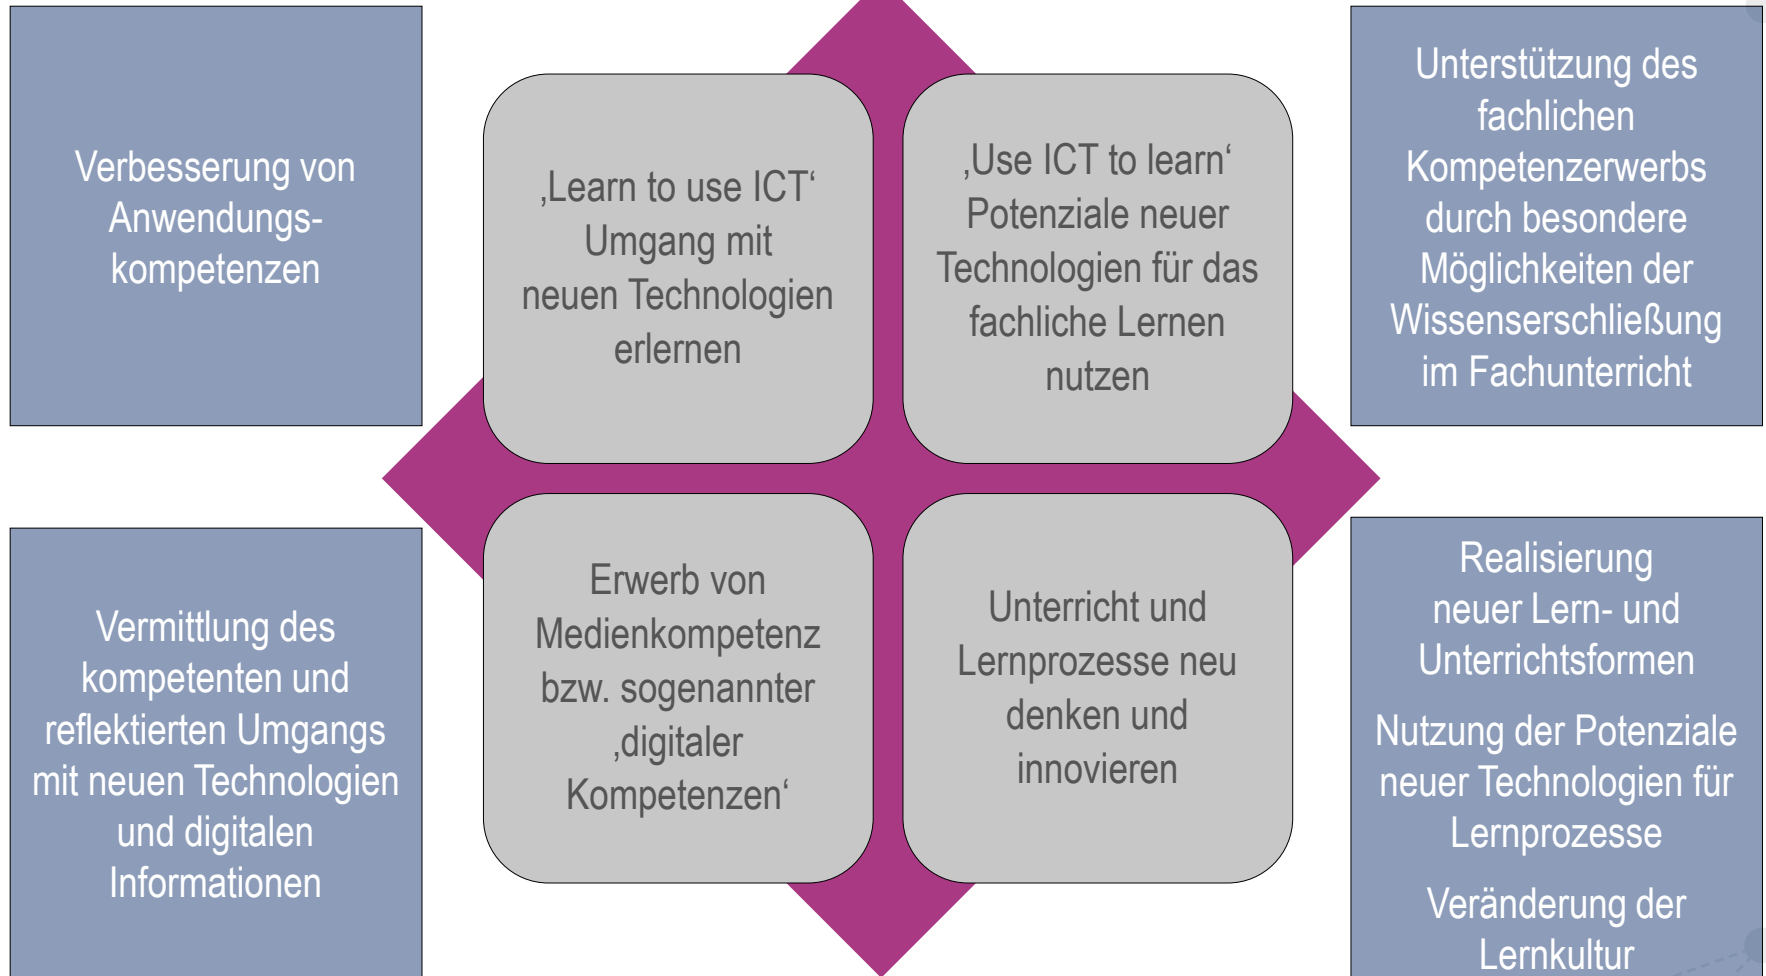 Verbesserung von
Anwendungs-
kompetenzen
‚Learn to use ICT‘
Umgang mit
neuen Technologien
erlernen
‚Use ICT to learn‘
Potenziale neuer
Technologien für das
fachliche Lernen
nutzen
Unterstützung des
fachlichen
Kompetenzerwerbs
durch besondere
Möglichkeiten der
Wissenserschließung
im Fachunterricht
Vermittlung des
kompetenten und
reflektierten Umgangs
mit neuen Technologien
und digitalen
Informationen
Erwerb von
Medienkompetenz
bzw. sogenannter
‚digitaler
Kompetenzen‘
Unterricht und
Lernprozesse neu
denken und
innovieren
Realisierung
neuer Lern- und
Unterrichtsformen
Nutzung der Potenziale
neuer Technologien für
Lernprozesse
Veränderung der
Lernkultur